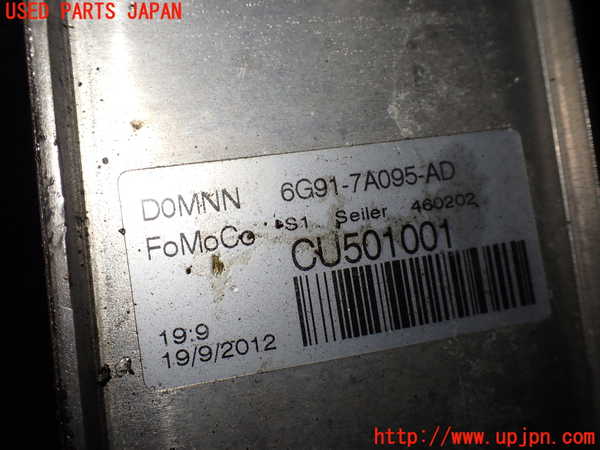 USED PARTS JAPAN
DOMNN 6G91-7A095-AD
S1 Seiler 460202
FoMoCo CU501001
19:9
19/9/2012
http://www.upjpn.com/